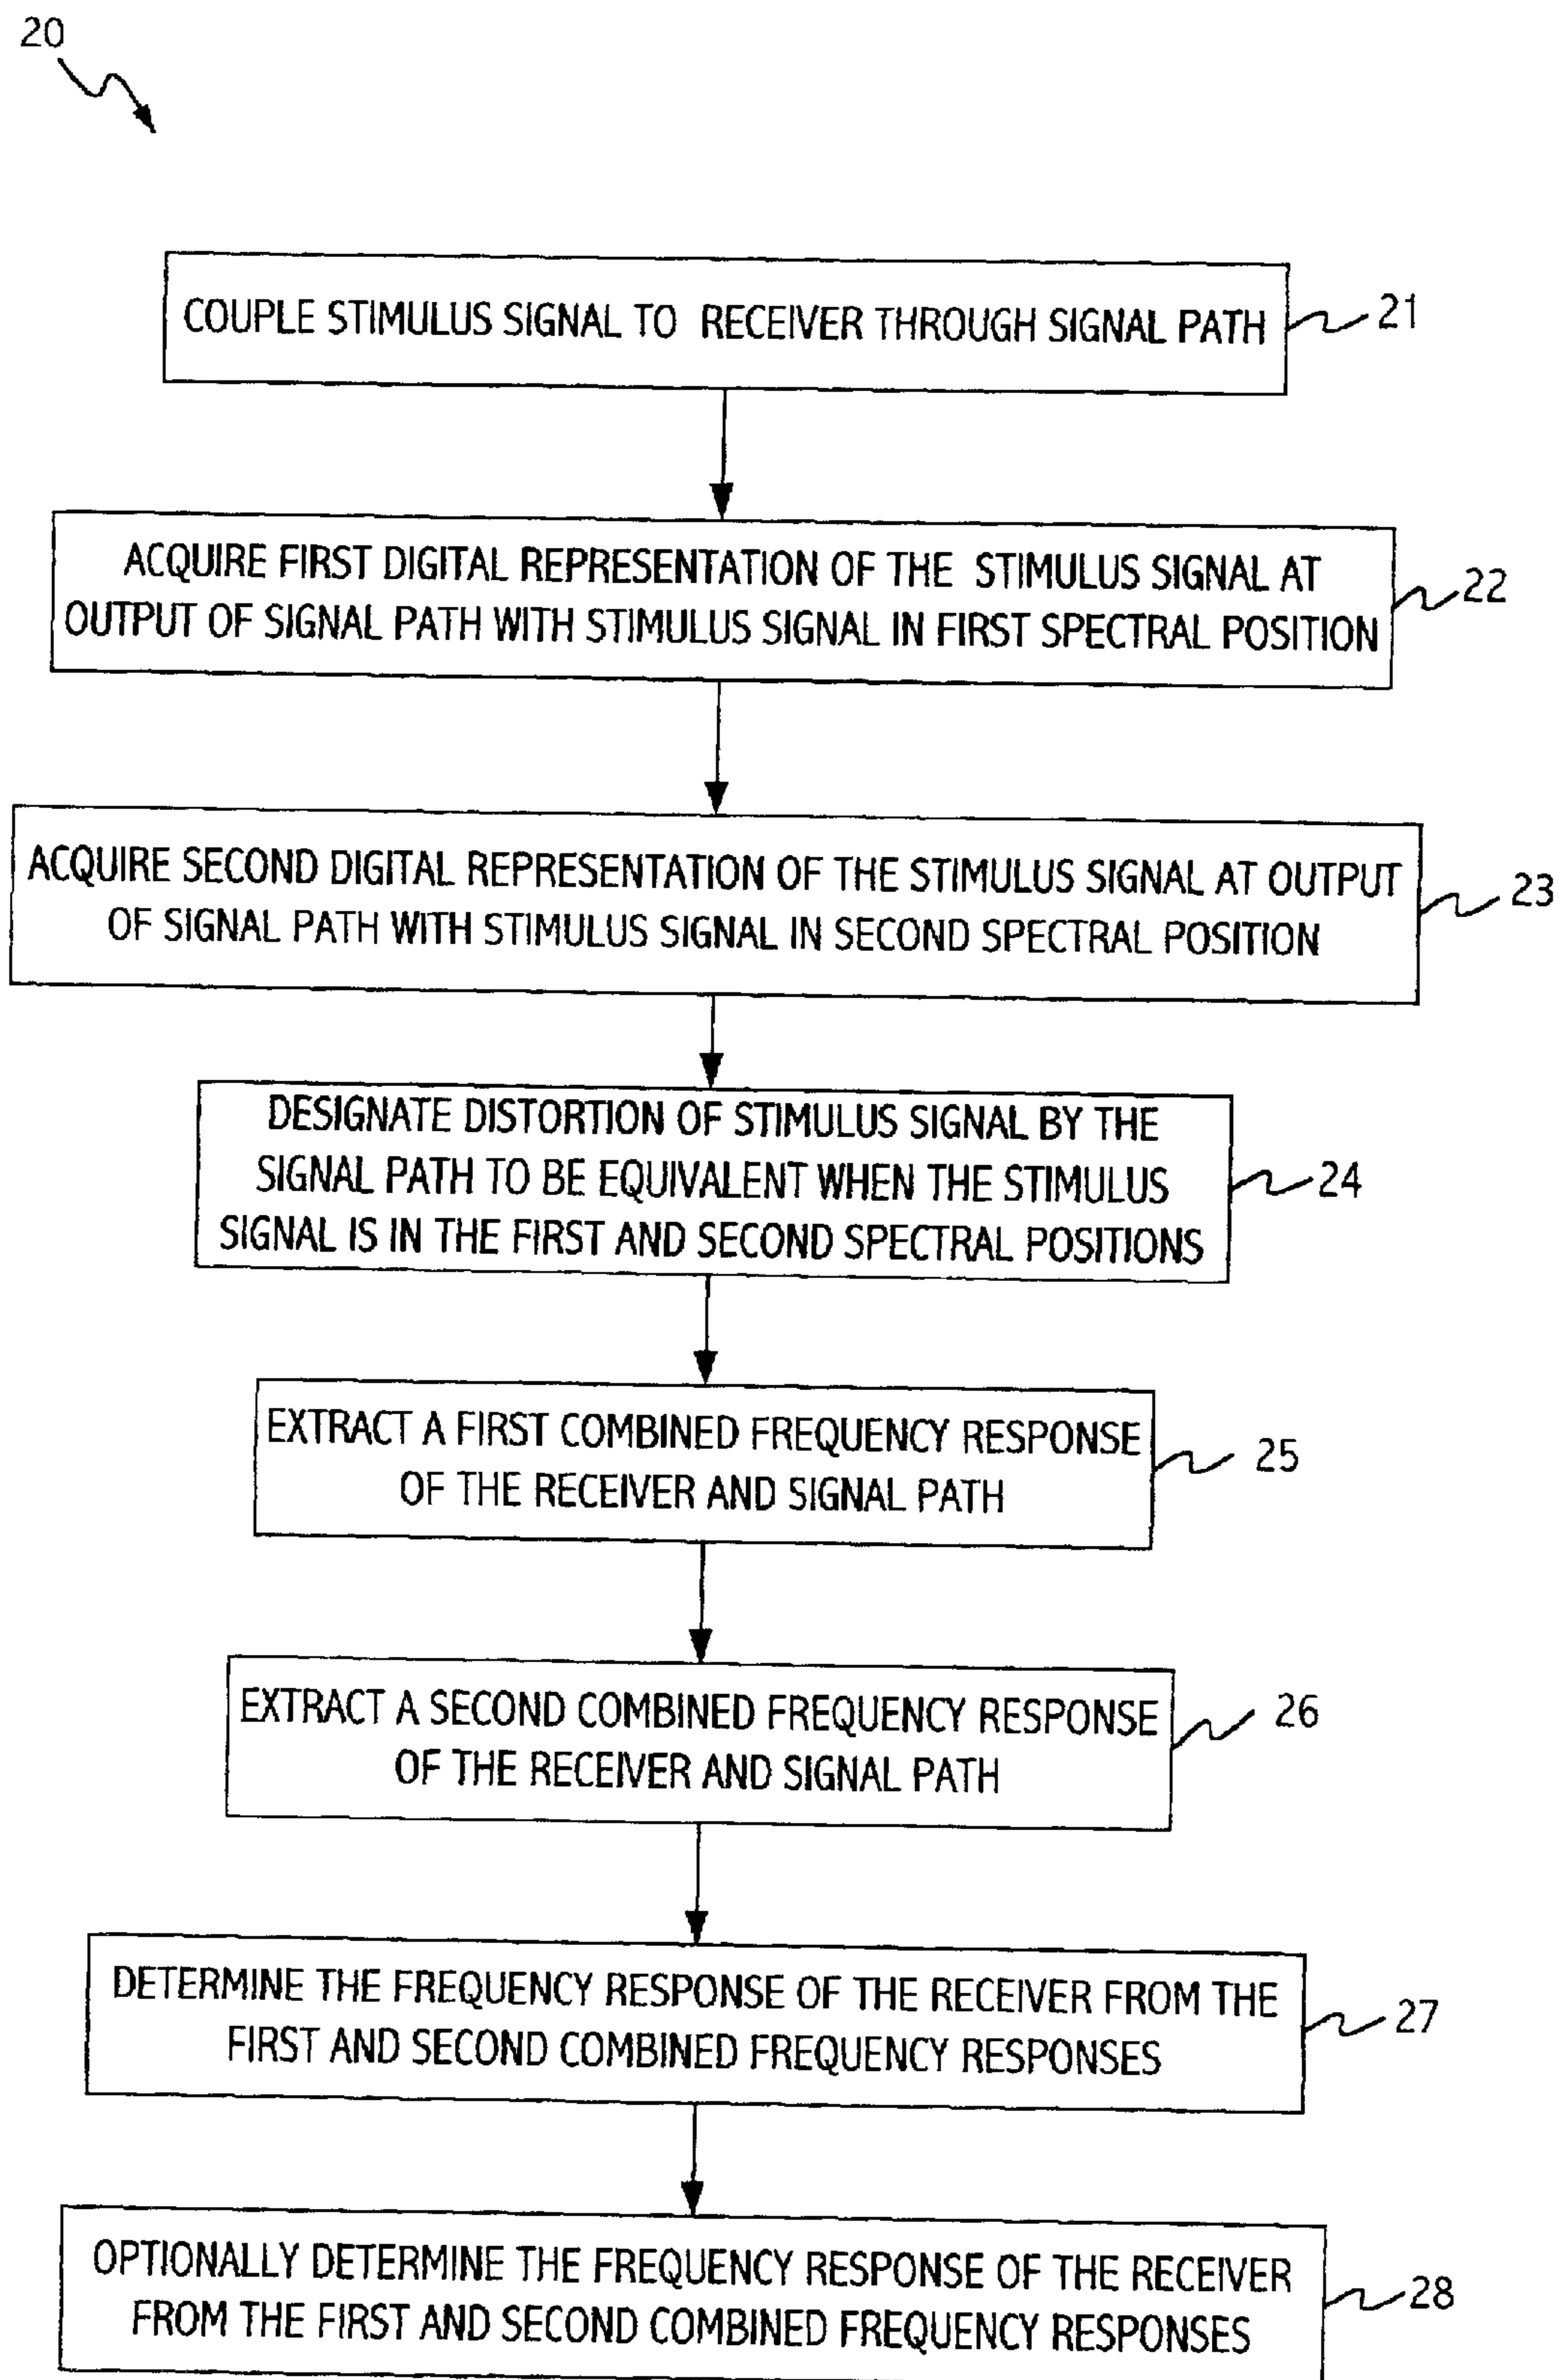 20
COUPLE STIMULUS SIGNAL TO RECEIVER THROUGH SIGNAL PATH
21
ACQUIRE FIRST DIGITAL REPRESENTATION OF THE STIMULUS SIGNAL AT
OUTPUT OF SIGNAL PATH WITH STIMULUS SIGNAL IN FIRST SPECTRAL POSITION
22
ACQUIRE SECOND DIGITAL REPRESENTATION OF THE STIMULUS SIGNAL AT OUTPUT
OF SIGNAL PATH WITH STIMULUS SIGNAL IN SECOND SPECTRAL POSITION
23
DESIGNATE DISTORTION OF STIMULUS SIGNAL BY THE
SIGNAL PATH TO BE EQUIVALENT WHEN THE STIMULUS
SIGNAL IS IN THE FIRST AND SECOND SPECTRAL POSITIONS
24
EXTRACT A FIRST COMBINED FREQUENCY RESPONSE
OF THE RECEIVER AND SIGNAL PATH
25
EXTRACT A SECOND COMBINED FREQUENCY RESPONSE
OF THE RECEIVER AND SIGNAL PATH
26
DETERMINE THE FREQUENCY RESPONSE OF THE RECEIVER FROM THE
FIRST AND SECOND COMBINED FREQUENCY RESPONSES
27
OPTIONALLY DETERMINE THE FREQUENCY RESPONSE OF THE RECEIVER
FROM THE FIRST AND SECOND COMBINED FREQUENCY RESPONSES
28